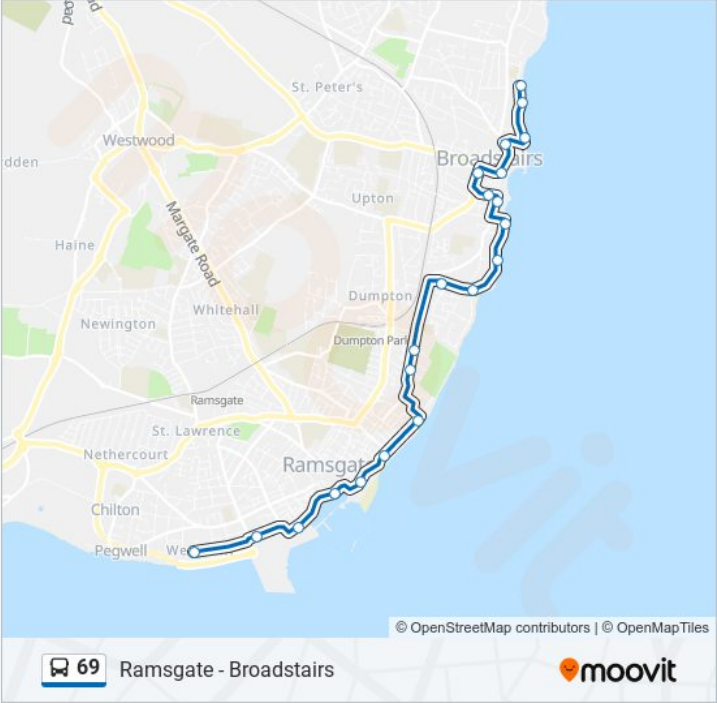 St. Peter's
Westwood
Broadstairs
Upton
Margate Road
Haine
Dumpton
Whitehall
Newington
Dumpton Park
Ramsgate
St. Lawrence
Nethercourt
Ramsgate
Chilton
Pegwell
© OpenStreetMap contributors | © OpenMapTiles
69 Ramsgate - Broadstairs
moovit